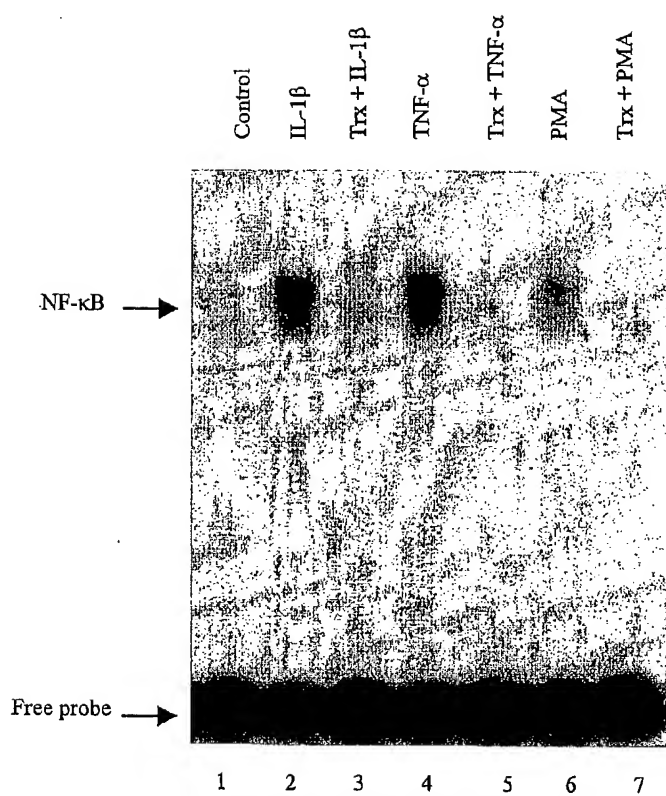 Control
IL-1β
Trx + IL-1β
TNF-α
Trx + TNF-α
PMA
Trx + PMA
NF-κB
Free probe
1 2 3 4 5 6 7